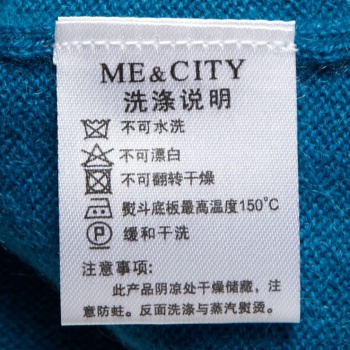 ME&CITY
洗涤说明
不可水洗
不可漂白
不可翻转干燥
熨斗底板最高温度150°C
P 缓和干洗
注意事项:
此产品阴凉处干燥储藏，注
意防蛀。反面洗涤与蒸汽熨烫。